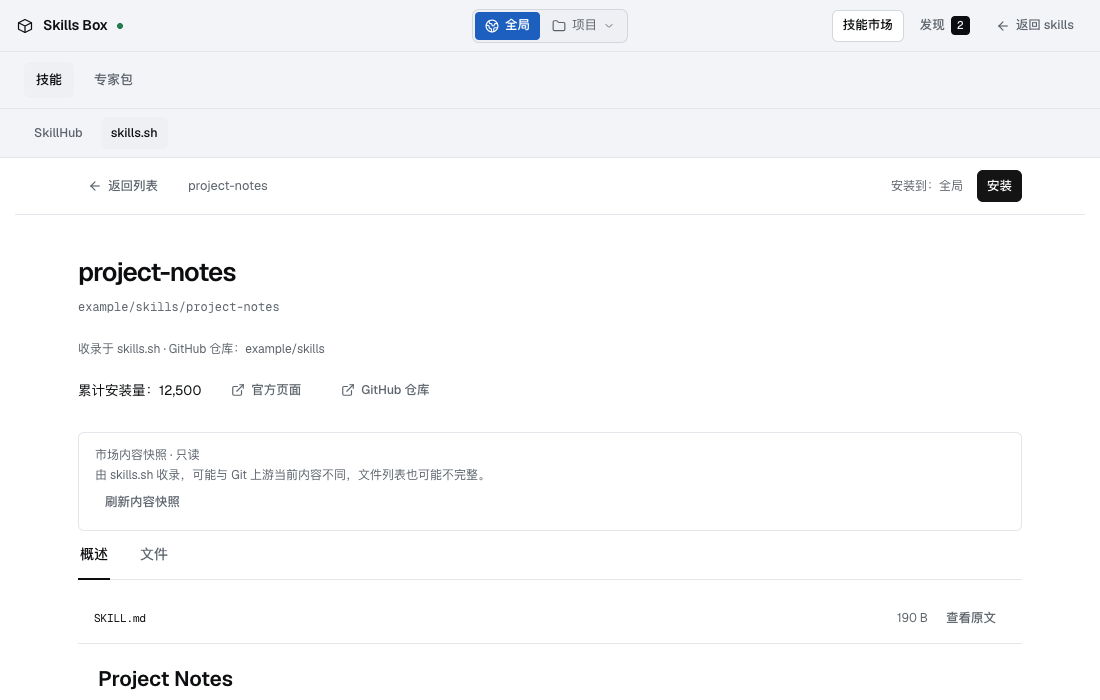 Skills Box
全局
项目
技能市场
发现 2
返回 skills
技能
专家包
SkillHub
skills.sh
返回列表
project-notes
安装到：全局
安装
project-notes
example/skills/project-notes
收录于 skills.sh · GitHub 仓库：example/skills
累计安装量：12,500
官方页面
GitHub 仓库
市场内容快照 · 只读
由 skills.sh 收录，可能与 Git 上游当前内容不同，文件列表也可能不完整。
刷新内容快照
概述
文件
SKILL.md
190 B
查看原文
Project Notes